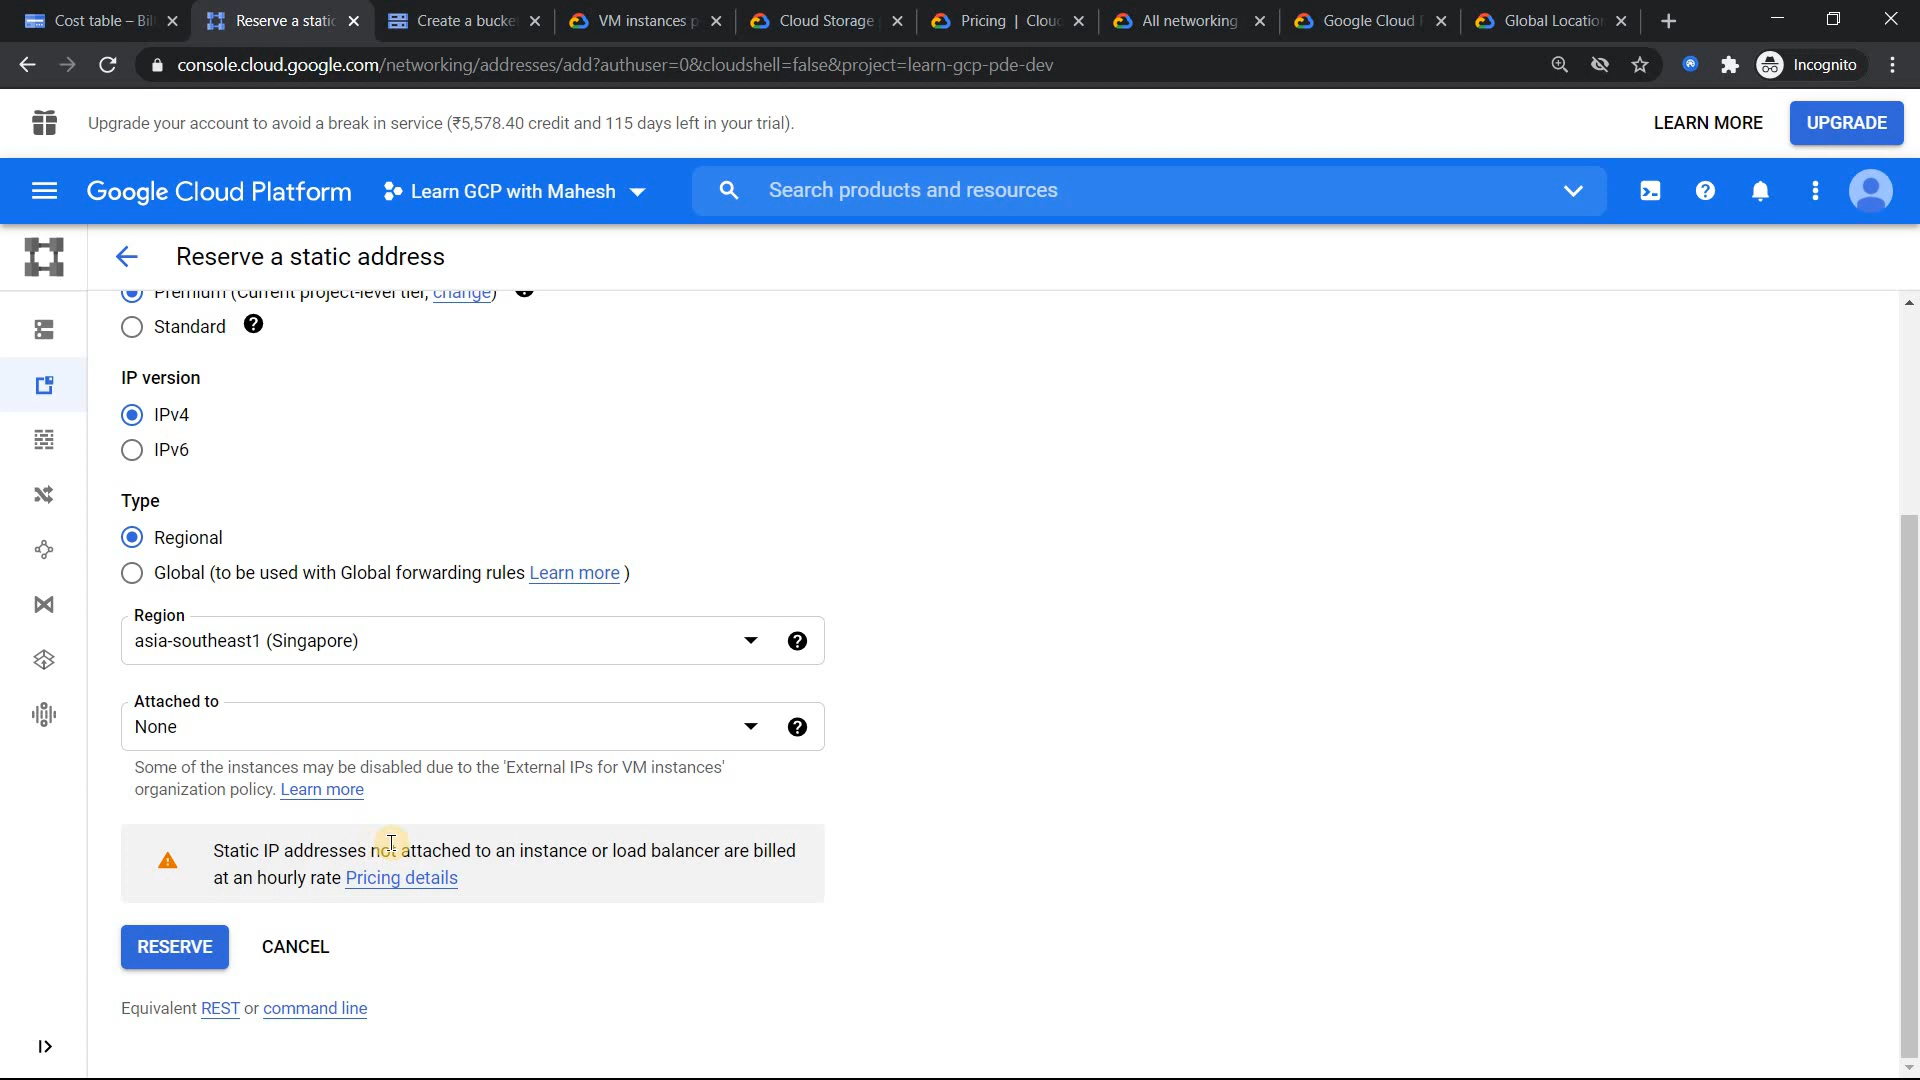 Cost table – Bil
Reserve a static
Create a bucket
VM instances p
Cloud Storage
Pricing | Clou
All networking
Google Cloud
Global Locatio
console.cloud.google.com/networking/addresses/add?authuser=0&cloudshell=false&project=learn-gcp-pde-dev
Incognito
Upgrade your account to avoid a break in service (₹5,578.40 credit and 115 days left in your trial).
LEARN MORE
UPGRADE
Google Cloud Platform
Learn GCP with Mahesh
Search products and resources
Reserve a static address
Premium (Current project-level tier, change)
Standard
IP version
IPv4
IPv6
Type
Regional
Global (to be used with Global forwarding rules Learn more )
Region
asia-southeast1 (Singapore)
Attached to
None
Some of the instances may be disabled due to the 'External IPs for VM instances'
organization policy. Learn more
Static IP addresses not attached to an instance or load balancer are billed
at an hourly rate Pricing details
RESERVE
CANCEL
Equivalent REST or command line